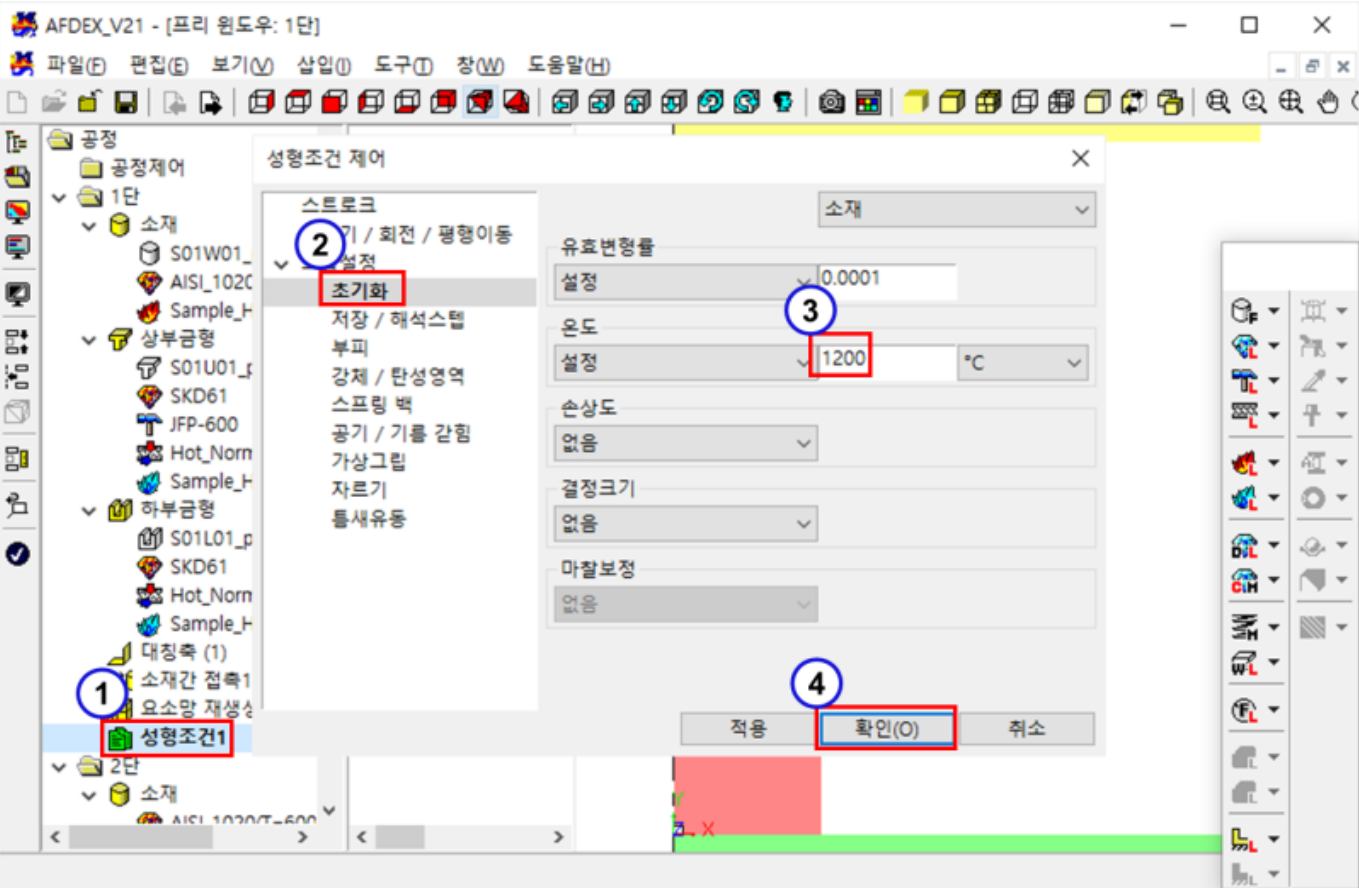 AFDEX_V21 - [프리 윈도우: 1단]
파일(F) 편집(E) 보기(V) 삽입(I) 도구(T) 창(W) 도움말(H)
공정
공정제어
1단
소재
S01W01_
AISI_1020
Sample_H
상부금형
S01U01_p
SKD61
JFP-600
Hot_Norm
Sample_H
하부금형
S01L01_p
SKD61
Hot_Norm
Sample_H
대칭축 (1)
소재간 접촉1
요소망 재생성
1
성형조건1
2단
소재
AISI_1020(T=600
성형조건 제어
스트로크
2
기 / 회전 / 평행이동
설정
초기화
저장 / 해석스텝
부피
강체 / 탄성영역
스프링 백
공기 / 기름 갇힘
가상그립
자르기
틈새유동
소재
유효변형률
설정 0.0001
3
온도
설정 1200 °C
손상도
없음
결정크기
없음
마찰보정
없음
4
적용 확인(O) 취소
Y
Z X